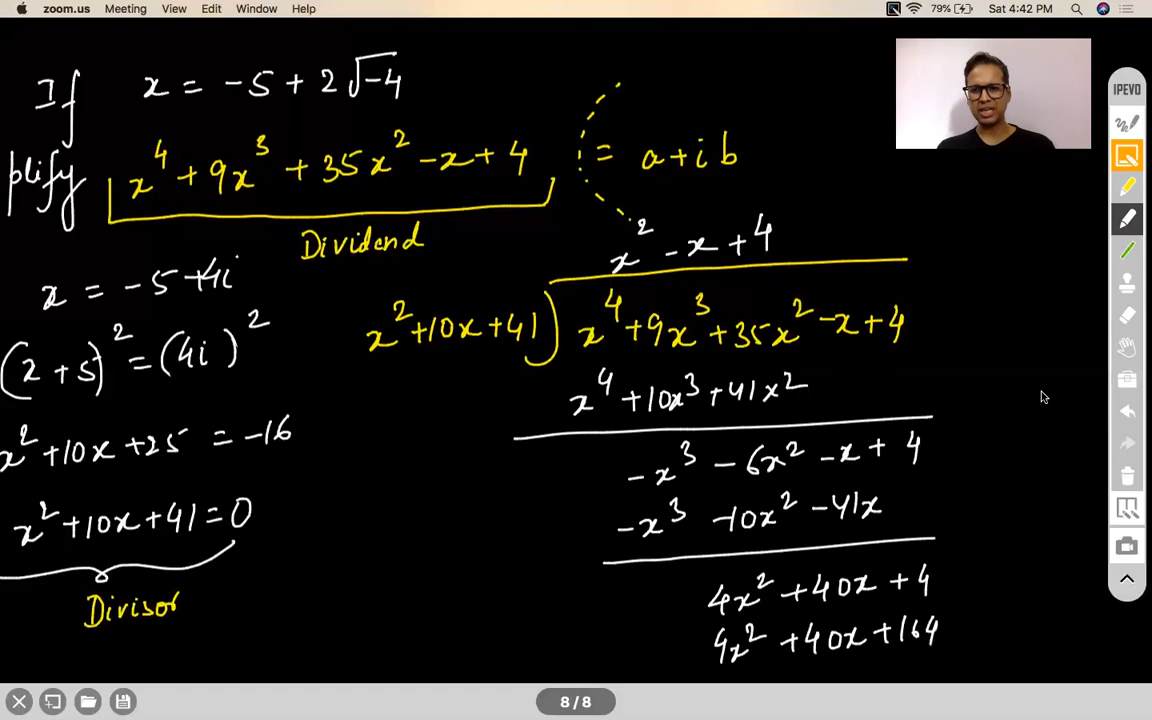 zoom.us Meeting View Edit Window Help 79% Sat 4:42 PM
IPEVO
If x = -5 + 2√-4
plify x⁴ + 9x³ + 35x² - x + 4 = a + ib
Dividend
x = -5 + 4i
(x + 5)² = (4i)²
x² + 10x + 25 = -16
x² + 10x + 41 = 0
Divisor
x² - x + 4
x² + 10x + 41 ) x⁴ + 9x³ + 35x² - x + 4
x⁴ + 10x³ + 41x²
-x³ - 6x² - x + 4
-x³ - 10x² - 41x
4x² + 40x + 4
4x² + 40x + 164
8/8